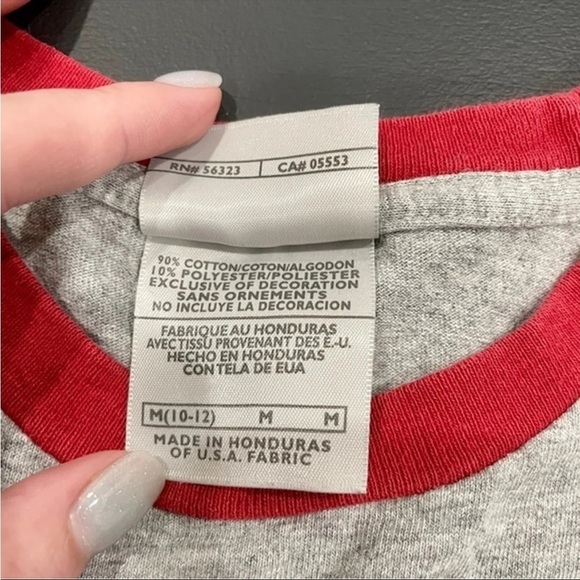 RN# 56323 CA# 05553
90% COTTON/COTON/ALGODON
10% POLYESTER/POLIESTER
EXCLUSIVE OF DECORATION
SANS ORNEMENTS
NO INCLUYE LA DECORACION
FABRIQUE AU HONDURAS
AVECTISSU PROVENANT DES É.-U.
HECHO EN HONDURAS
CON TELA DE EUA
M(10-12) M M
MADE IN HONDURAS
OF U.S.A. FABRIC